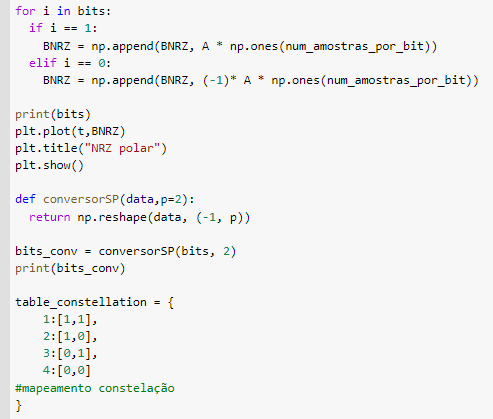 for i in bits:
  if i == 1:
    BNRZ = np.append(BNRZ, A * np.ones(num_amostras_por_bit))
  elif i == 0:
    BNRZ = np.append(BNRZ, (-1)* A * np.ones(num_amostras_por_bit))
print(bits)
plt.plot(t,BNRZ)
plt.title("NRZ polar")
plt.show()
def conversorSP(data,p=2):
  return np.reshape(data, (-1, p))
bits_conv = conversorSP(bits, 2)
print(bits_conv)
table_constellation = {
    1:[1,1],
    2:[1,0],
    3:[0,1],
    4:[0,0]
#mapeamento constelação
}